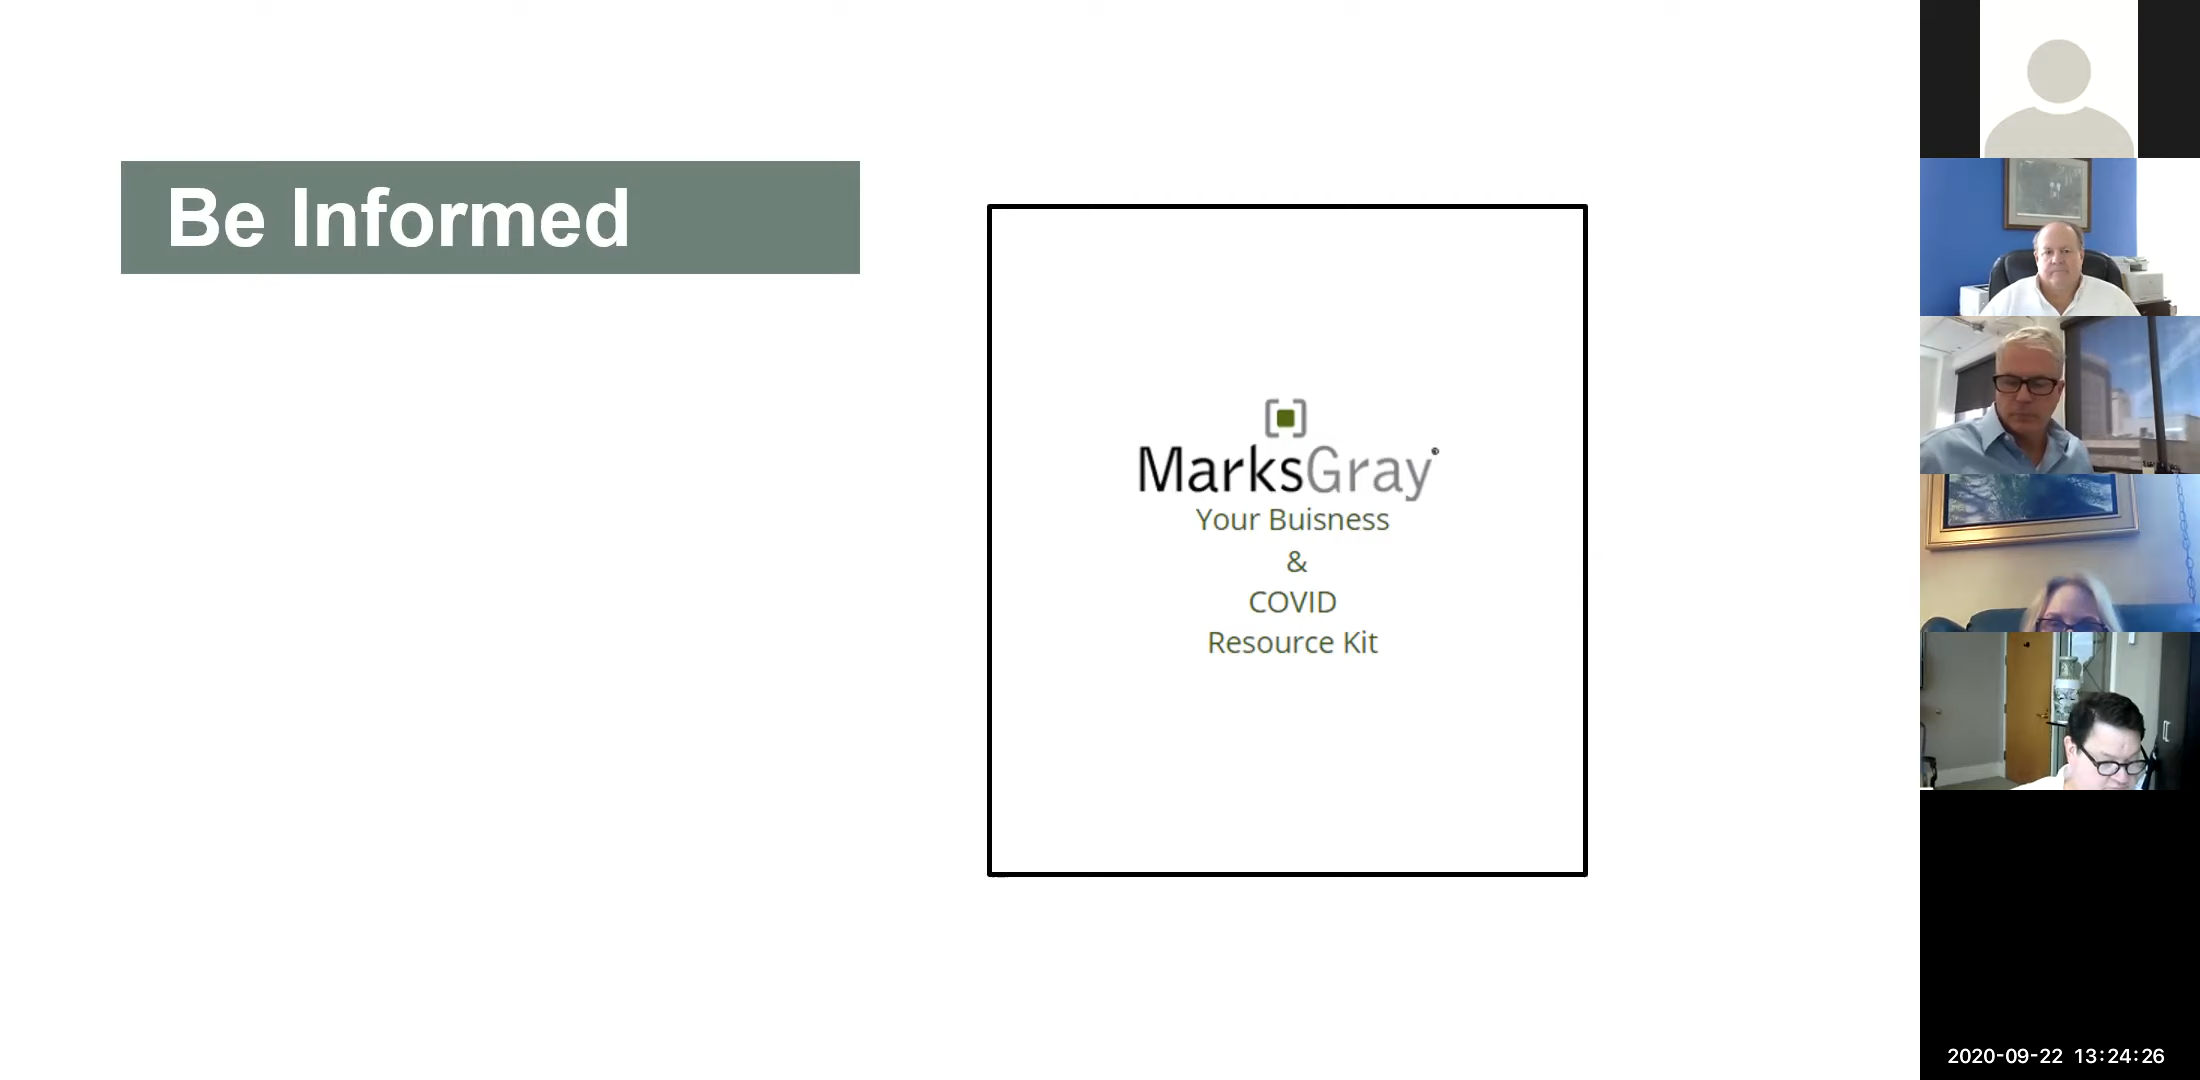 Be Informed
MarksGray
Your Buisness
&
COVID
Resource Kit
2020-09-22 13:24:26